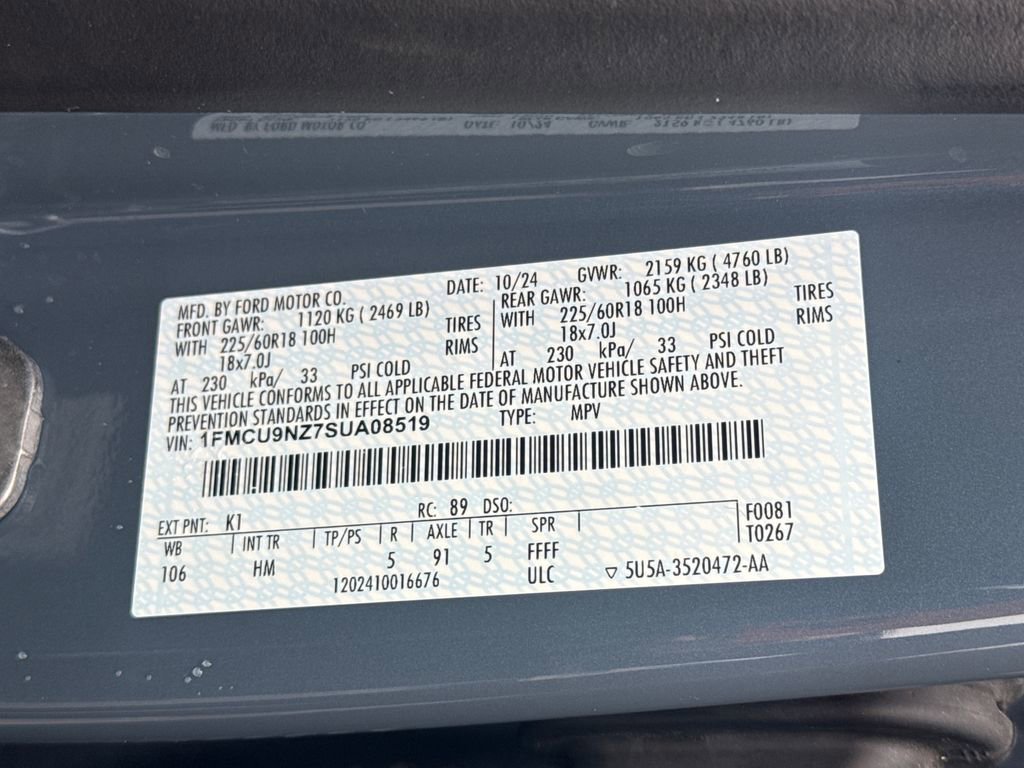 MFD. BY FORD MOTOR CO. DATE: 10/24 GVWR: 2159 KG ( 4760 LB)
FRONT GAWR: 1120 KG ( 2469 LB) REAR GAWR: 1065 KG ( 2348 LB)
WITH 225/60R18 100H TIRES WITH 225/60R18 100H TIRES
18x7.0J RIMS 18x7.0J RIMS
AT 230 kPa/ 33 PSI COLD AT 230 kPa/ 33 PSI COLD
THIS VEHICLE CONFORMS TO ALL APPLICABLE FEDERAL MOTOR VEHICLE SAFETY AND THEFT
PREVENTION STANDARDS IN EFFECT ON THE DATE OF MANUFACTURE SHOWN ABOVE.
VIN: 1FMCU9NZ7SUA08519 TYPE: MPV
EXT PNT: K1 RC: 89 DSO: F0081
WB INT TR TP/PS R AXLE TR SPR T0267
106 HM 5 91 5 FFFF
1202410016676 ULC ▽ 5U5A-3520472-AA